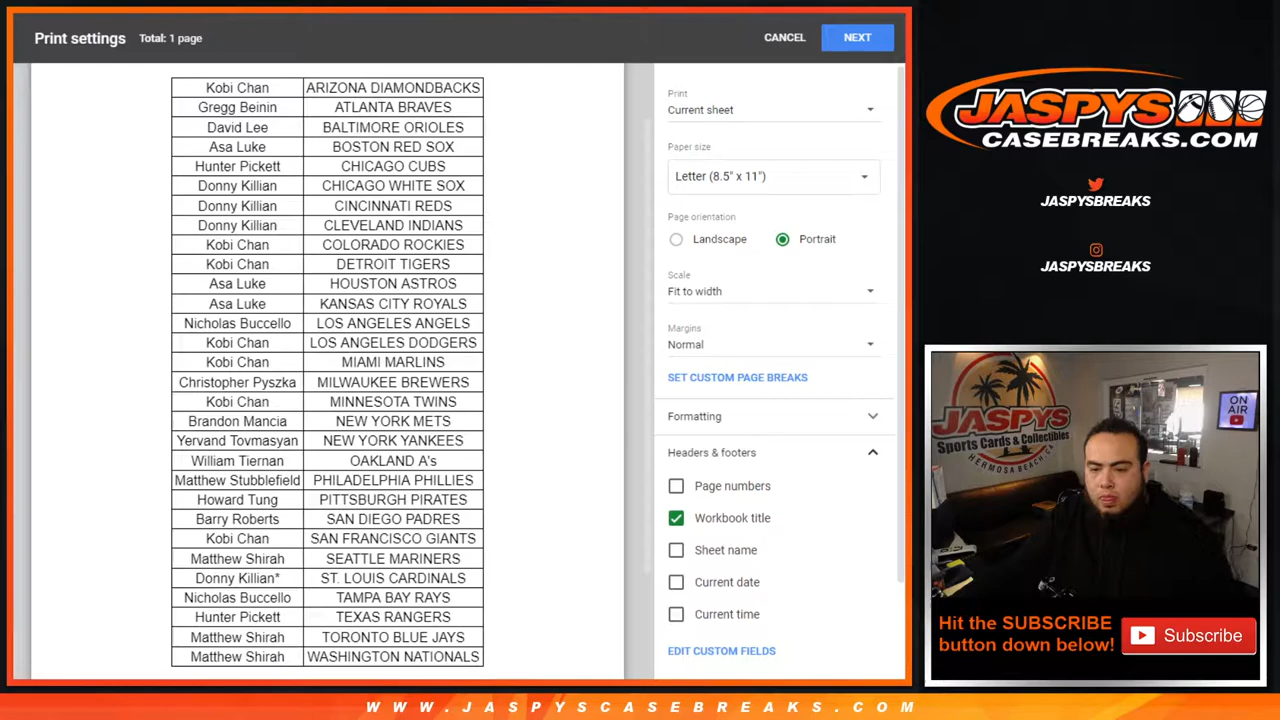 Print settings Total: 1 page CANCEL NEXT
Kobi Chan ARIZONA DIAMONDBACKS
Gregg Beinin ATLANTA BRAVES
David Lee BALTIMORE ORIOLES
Asa Luke BOSTON RED SOX
Hunter Pickett CHICAGO CUBS
Donny Killian CHICAGO WHITE SOX
Donny Killian CINCINNATI REDS
Donny Killian CLEVELAND INDIANS
Kobi Chan COLORADO ROCKIES
Kobi Chan DETROIT TIGERS
Asa Luke HOUSTON ASTROS
Asa Luke KANSAS CITY ROYALS
Nicholas Buccello LOS ANGELES ANGELS
Kobi Chan LOS ANGELES DODGERS
Kobi Chan MIAMI MARLINS
Christopher Pyszka MILWAUKEE BREWERS
Kobi Chan MINNESOTA TWINS
Brandon Mancia NEW YORK METS
Yervand Tovmasyan NEW YORK YANKEES
William Tiernan OAKLAND A's
Matthew Stubblefield PHILADELPHIA PHILLIES
Howard Tung PITTSBURGH PIRATES
Barry Roberts SAN DIEGO PADRES
Kobi Chan SAN FRANCISCO GIANTS
Matthew Shirah SEATTLE MARINERS
Donny Killian* ST. LOUIS CARDINALS
Nicholas Buccello TAMPA BAY RAYS
Hunter Pickett TEXAS RANGERS
Matthew Shirah TORONTO BLUE JAYS
Matthew Shirah WASHINGTON NATIONALS
Print
Current sheet
Paper size
Letter (8.5" x 11")
Page orientation
Landscape Portrait
Scale
Fit to width
Margins
Normal
SET CUSTOM PAGE BREAKS
Formatting
Headers & footers
Page numbers
Workbook title
Sheet name
Current date
Current time
EDIT CUSTOM FIELDS
JASPYS
CASEBREAKS.COM
JASPYSBREAKS
JASPYSBREAKS
JASPYS
Sports Cards & Collectibles
HERMOSA BEACH, CA
ON
AIR
Hit the SUBSCRIBE
button down below!
Subscribe
WWW.JASPYSCASEBREAKS.COM